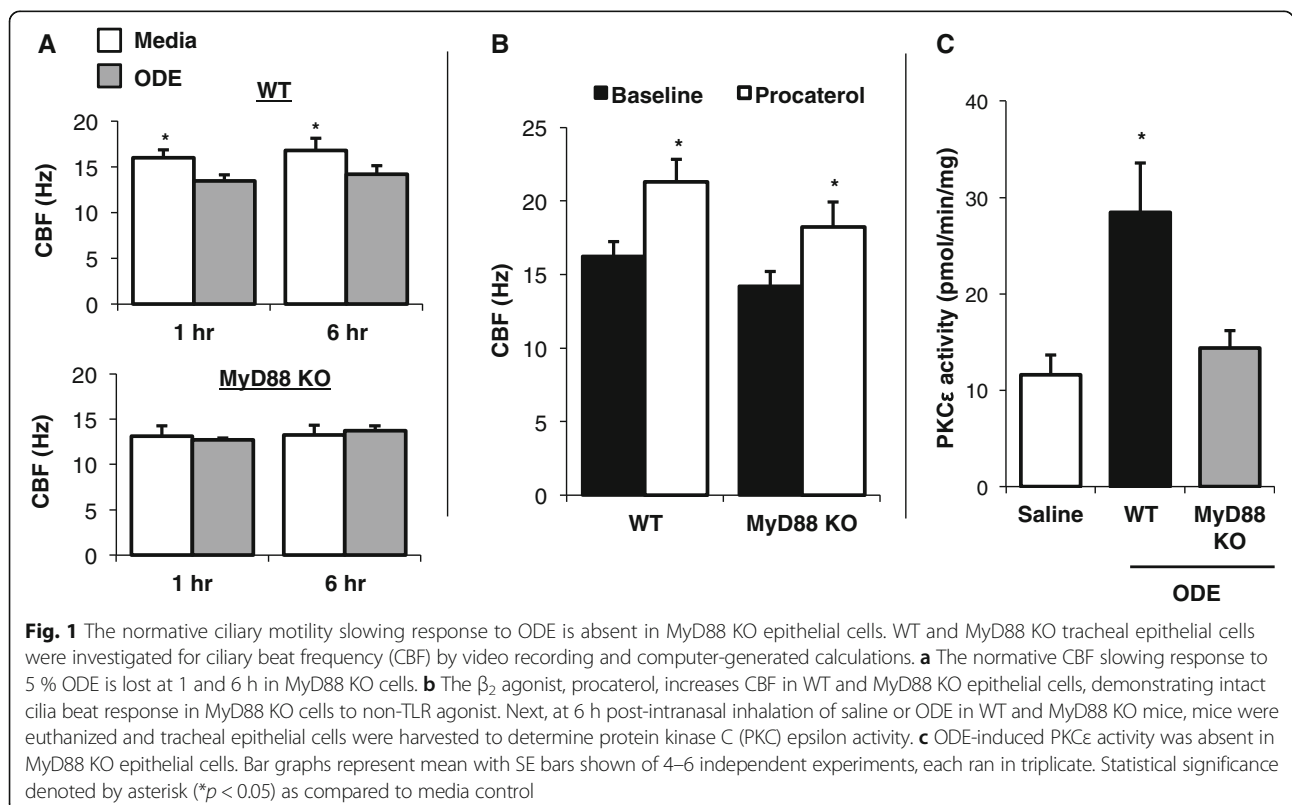 A
Media
ODE
WT
CBF (Hz)
20
15
10
5
0
*
*
1 hr
6 hr
MyD88 KO
CBF (Hz)
20
15
10
5
0
1 hr
6 hr
B
Baseline
Procaterol
CBF (Hz)
25
20
15
10
5
0
*
*
WT
MyD88 KO
C
PKCε activity (pmol/min/mg)
40
30
20
10
0
*
Saline
WT
MyD88
KO
ODE
Fig. 1 The normative ciliary motility slowing response to ODE is absent in MyD88 KO epithelial cells. WT and MyD88 KO tracheal epithelial cells
were investigated for ciliary beat frequency (CBF) by video recording and computer-generated calculations. a The normative CBF slowing response to
5 % ODE is lost at 1 and 6 h in MyD88 KO cells. b The β₂ agonist, procaterol, increases CBF in WT and MyD88 KO epithelial cells, demonstrating intact
cilia beat response in MyD88 KO cells to non-TLR agonist. Next, at 6 h post-intranasal inhalation of saline or ODE in WT and MyD88 KO mice, mice were
euthanized and tracheal epithelial cells were harvested to determine protein kinase C (PKC) epsilon activity. c ODE-induced PKCε activity was absent in
MyD88 KO epithelial cells. Bar graphs represent mean with SE bars shown of 4–6 independent experiments, each ran in triplicate. Statistical significance
denoted by asterisk (*p < 0.05) as compared to media control